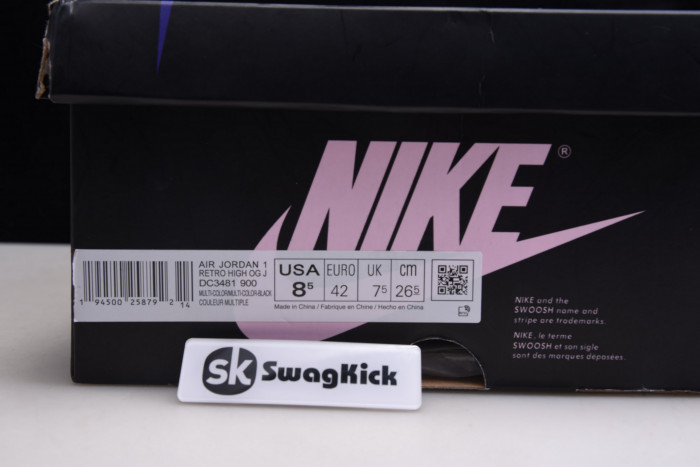 NIKE®
AIR JORDAN 1
RETRO HIGH OG J
DC3481 900
MULTI-COLOR/MULTI-COLOR-BLACK
COULEUR MULTIPLE
USA EURO UK cm
8⁵ 42 7⁵ 26⁵
Made in China / Fabrique en Chine / Hecho en China
1 94500 25879 2 14
NIKE and the
SWOOSH name and
stripe are trademarks.
NIKE, le terme
SWOOSH et son sigle
sont des marques déposées.
SK SwagKick